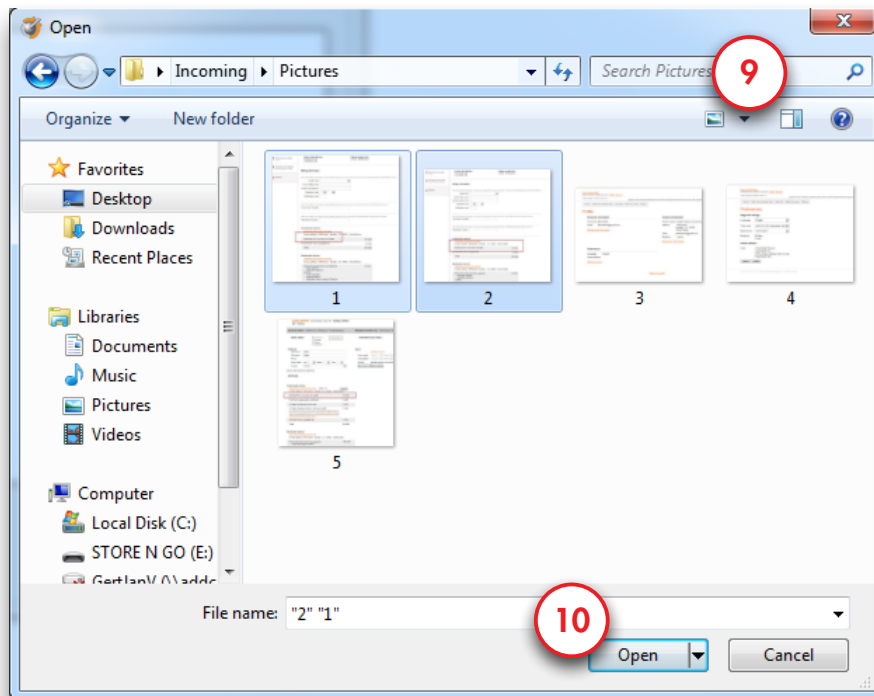 Open
Incoming Pictures
Search Pictures
9
Organize New folder
Favorites
Desktop
Downloads
Recent Places
Libraries
Documents
Music
Pictures
Videos
Computer
Local Disk (C:)
STORE N GO (E:)
1 2 3 4
5
File name: "2" "1"
10
Open Cancel